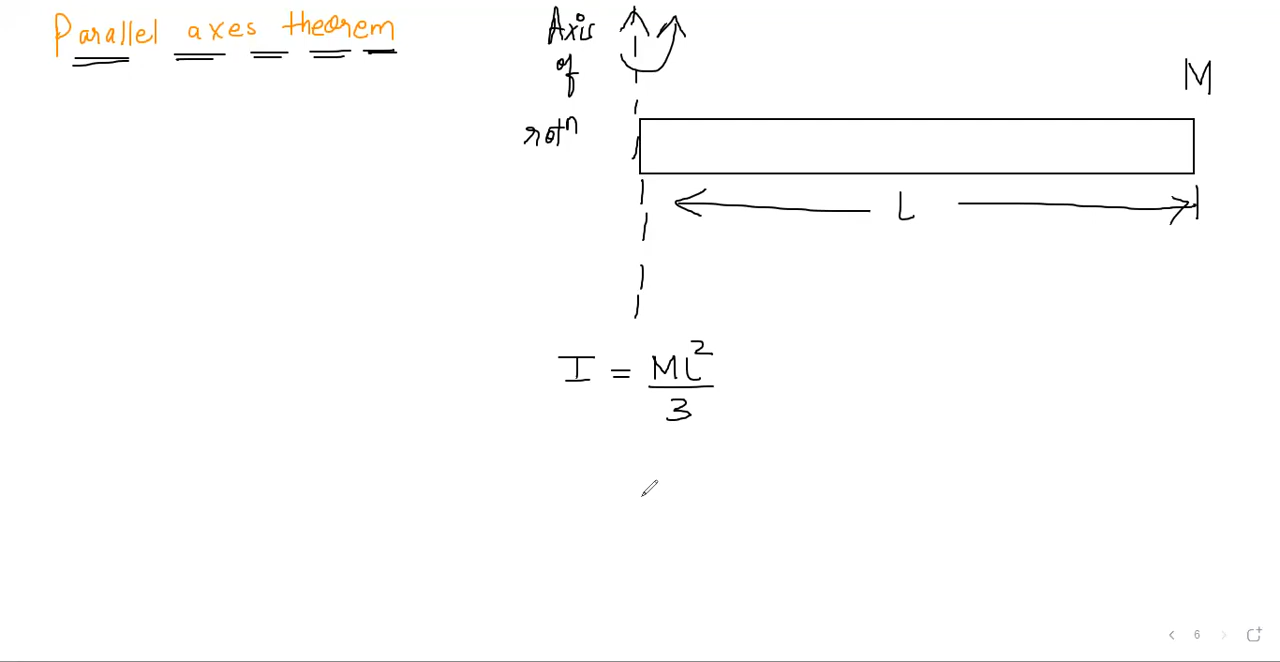 Parallel axes theorem
Axis
of
rotⁿ
M
L
I = ML²/3
6